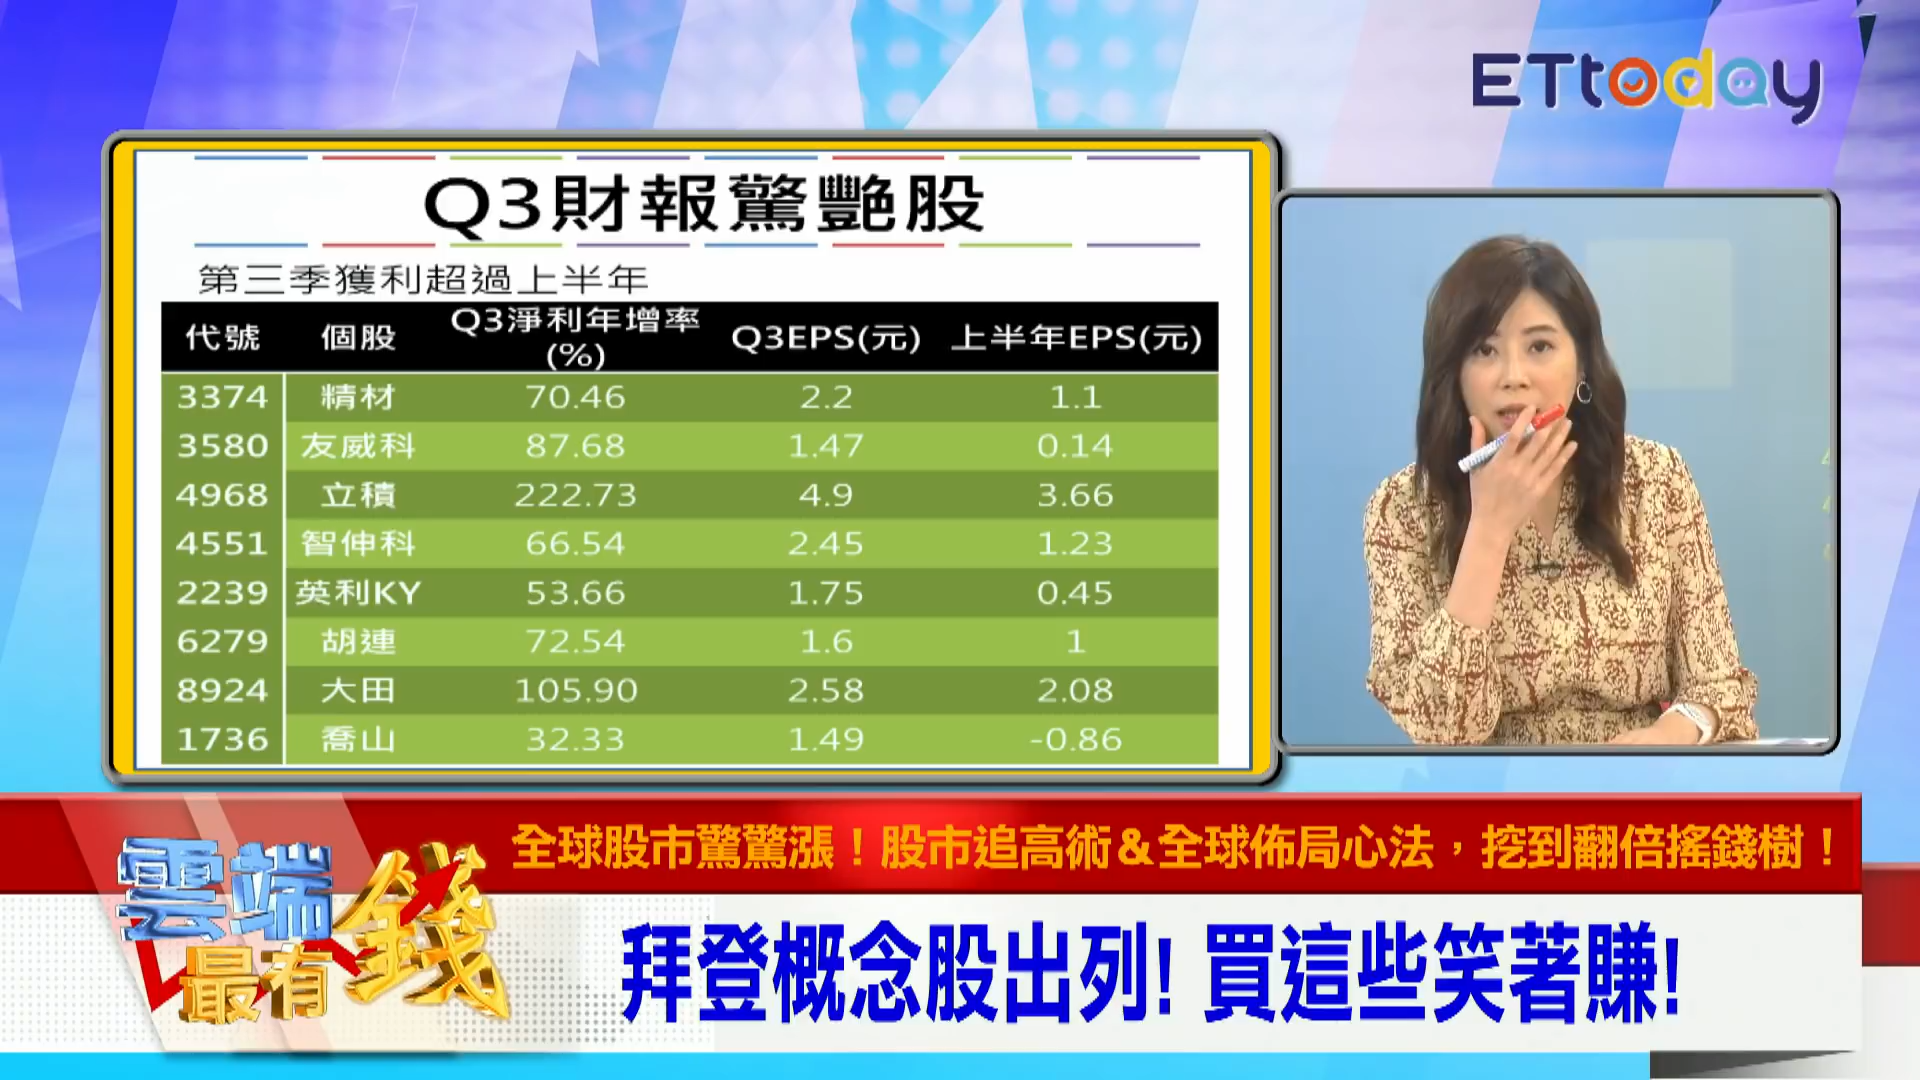 ETtoday
Q3財報驚艷股
第三季獲利超過上半年
代號 個股 Q3淨利年增率(%) Q3EPS(元) 上半年EPS(元)
3374 精材 70.46 2.2 1.1
3580 友威科 87.68 1.47 0.14
4968 立積 222.73 4.9 3.66
4551 智伸科 66.54 2.45 1.23
2239 英利KY 53.66 1.75 0.45
6279 胡連 72.54 1.6 1
8924 大田 105.90 2.58 2.08
1736 喬山 32.33 1.49 -0.86
全球股市驚驚漲！股市追高術＆全球佈局心法，挖到翻倍搖錢樹！
雲端最有錢
拜登概念股出列! 買這些笑著賺!